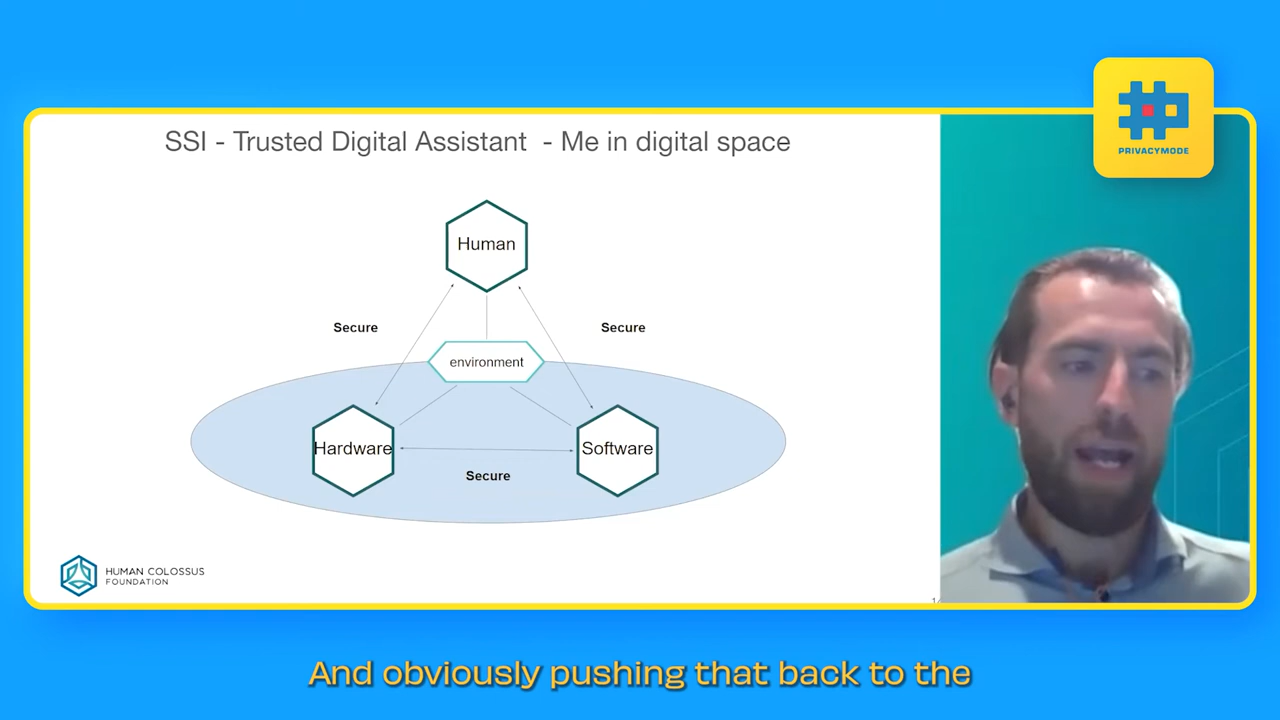 PRIVACYMODE
SSI - Trusted Digital Assistant - Me in digital space
Human
Secure
Secure
environment
Hardware
Software
Secure
HUMAN COLOSSUS
FOUNDATION
And obviously pushing that back to the